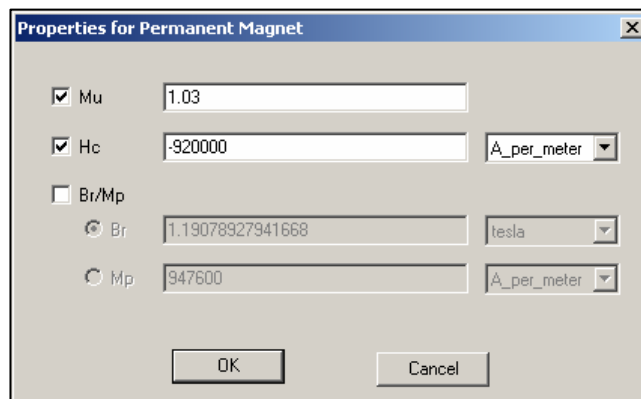 Properties for Permanent Magnet
Mu 1.03
Hc -920000 A_per_meter
Br/Mp
Br 1.19078927941668 tesla
Mp 947600 A_per_meter
OK Cancel